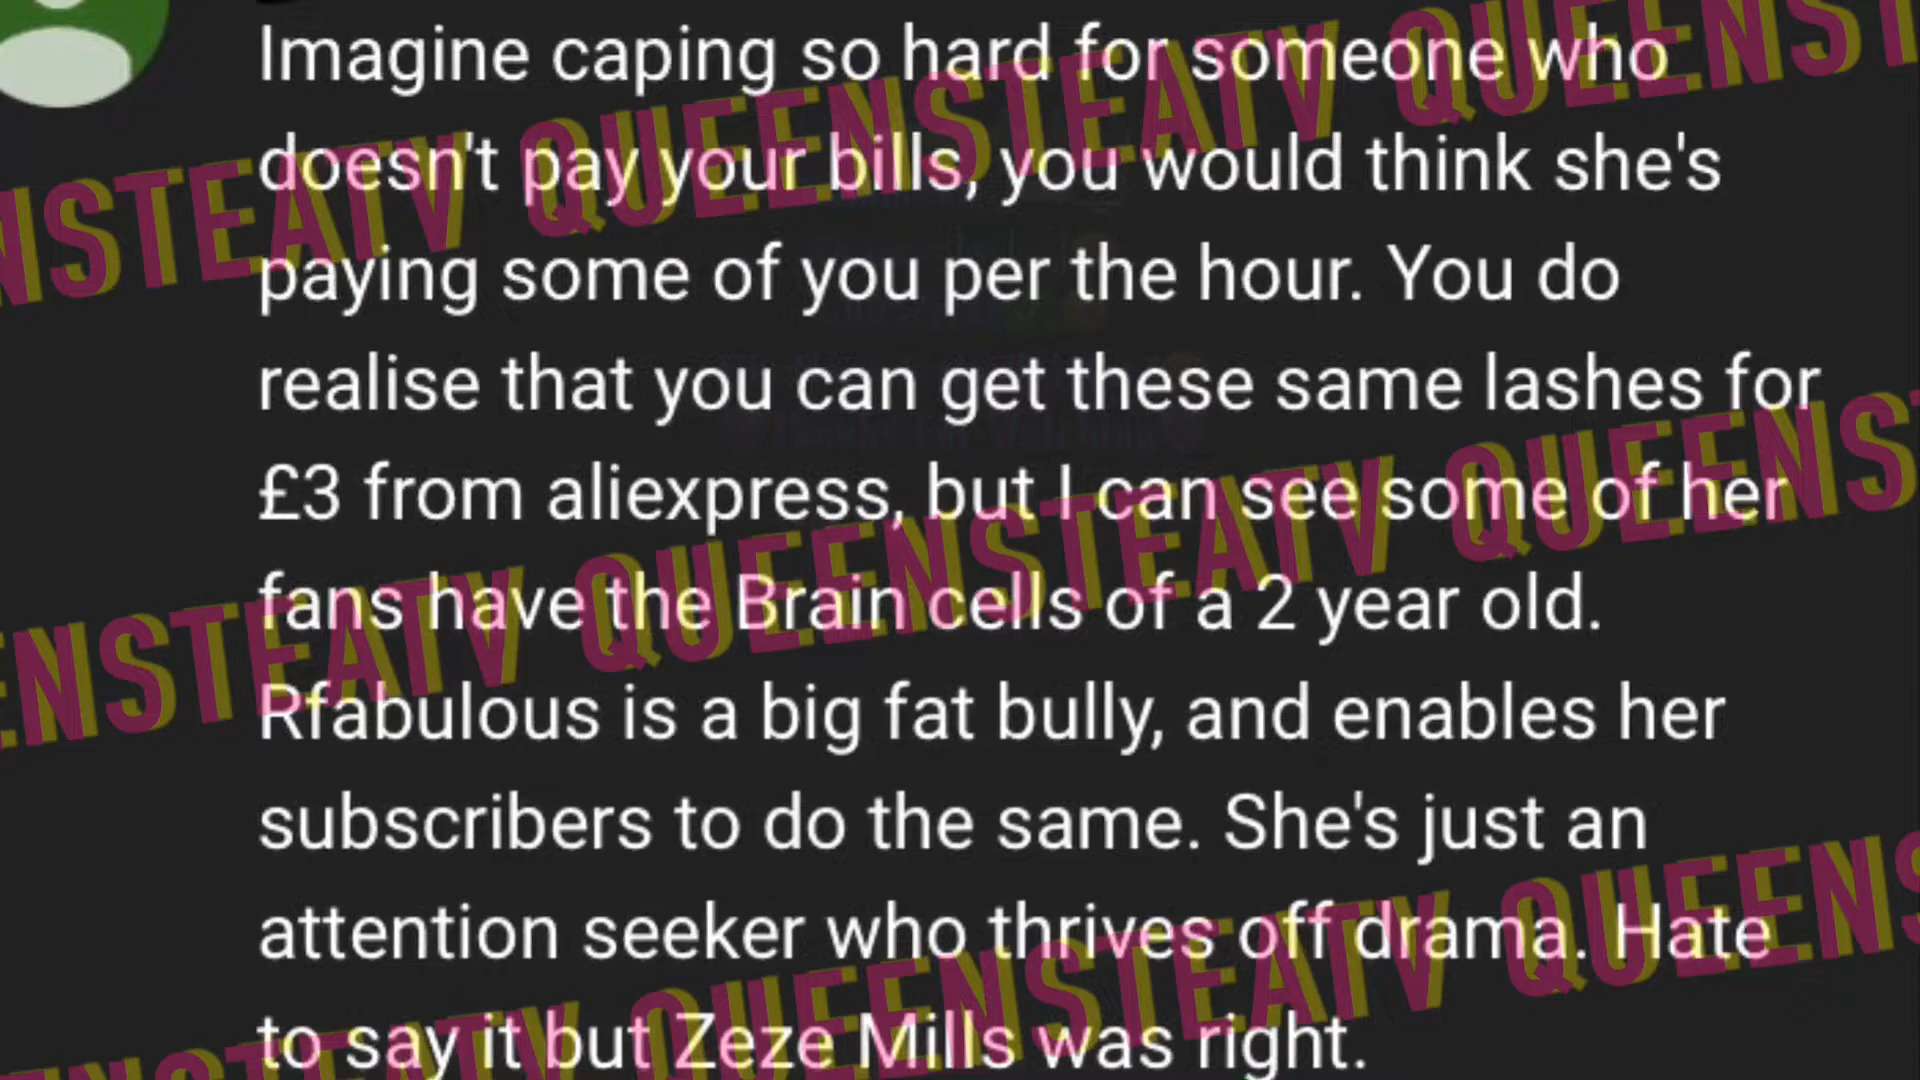 Imagine caping so hard for someone who
doesn't pay your bills, you would think she's
paying some of you per the hour. You do
realise that you can get these same lashes for
£3 from aliexpress, but I can see some of her
fans have the Brain cells of a 2 year old.
Rfabulous is a big fat bully, and enables her
subscribers to do the same. She's just an
attention seeker who thrives off drama. Hate
to say it but Zeze Mills was right.
NSTEATV QUEENSTEATV QUEENST
ENSTEATV QUEENSTEATV QUEENS
ENSTEATV QUEENSTEATV QUEENS